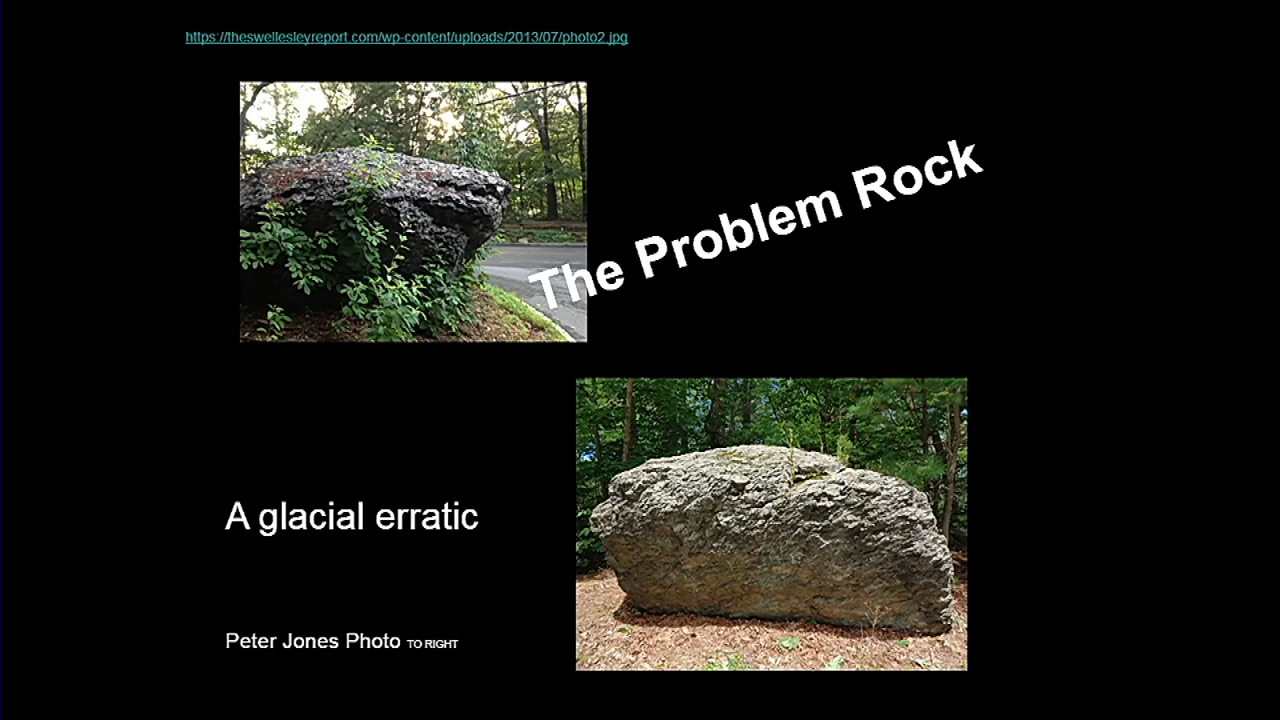 https://theswellesleyreport.com/wp-content/uploads/2013/07/photo2.jpg
The Problem Rock
A glacial erratic
Peter Jones Photo TO RIGHT